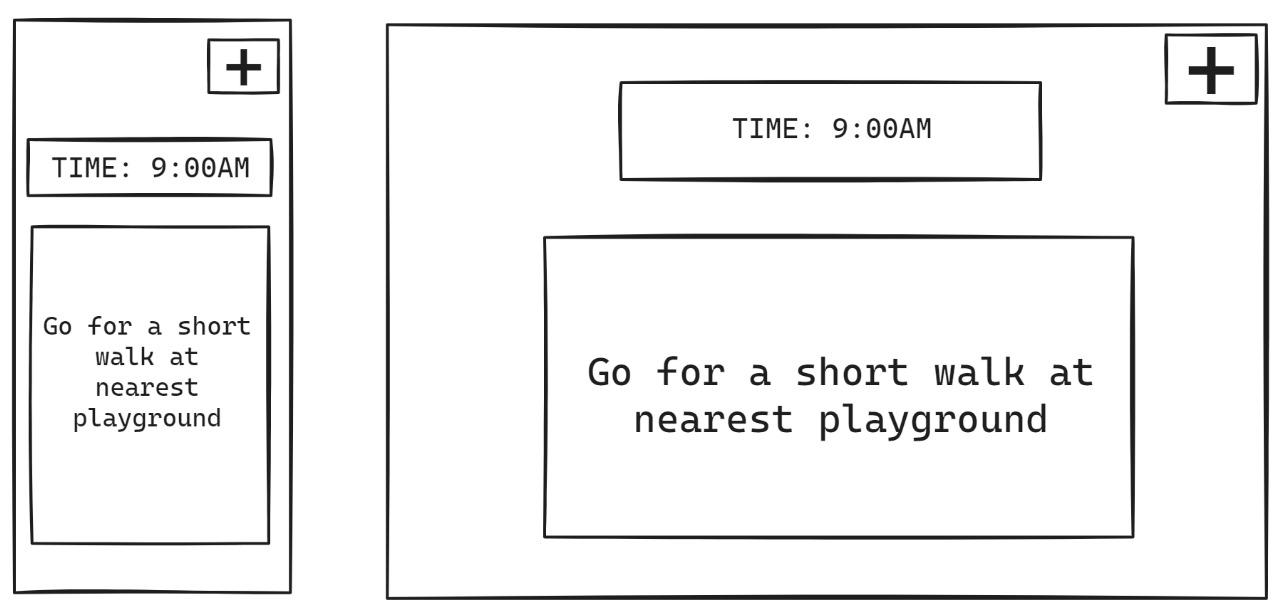 +
TIME: 9:00AM
Go for a short
walk at
nearest
playground
+
TIME: 9:00AM
Go for a short walk at
nearest playground